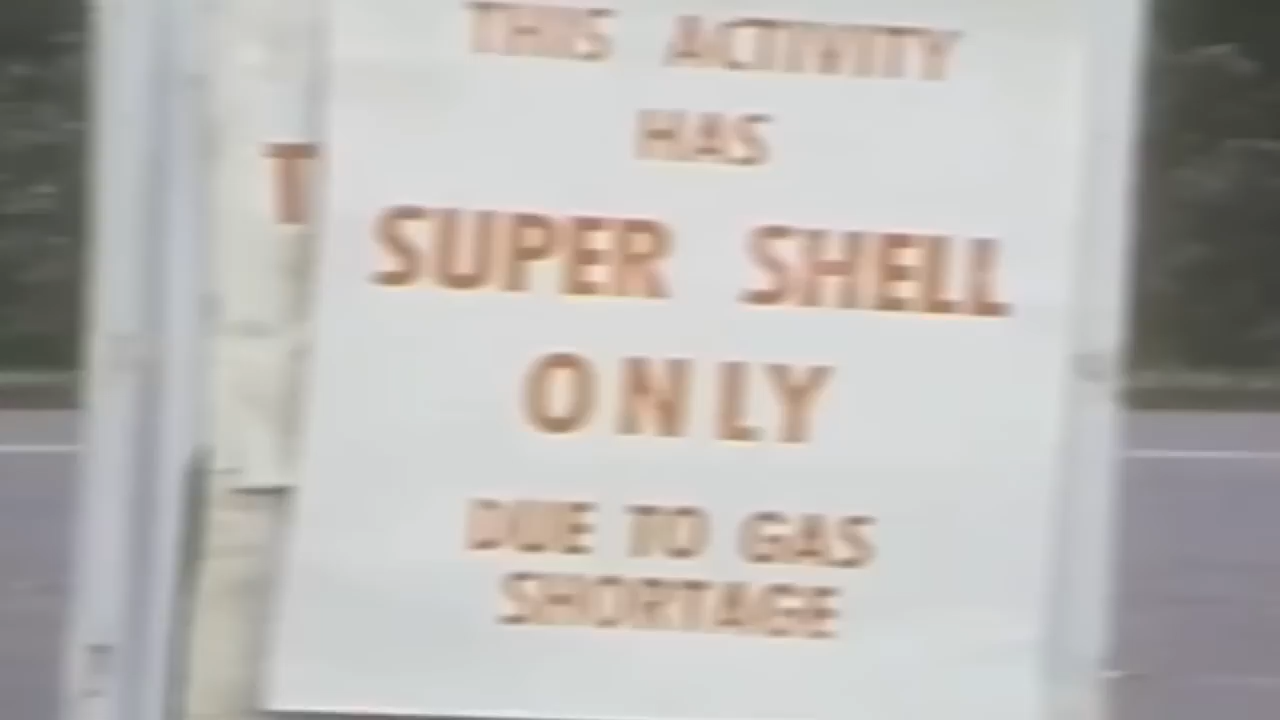 THIS ACTIVITY
HAS
T
SUPER SHELL
ONLY
DUE TO GAS
SHORTAGE